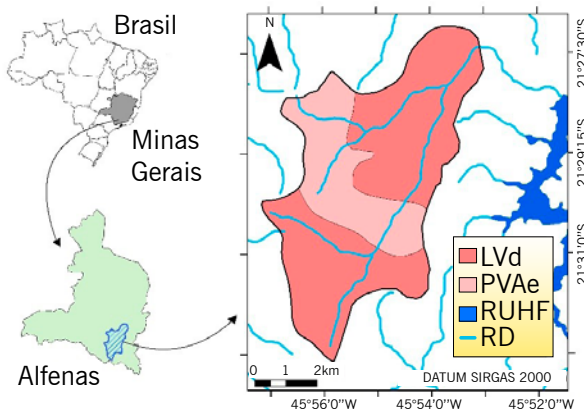 Brasil
Minas
Gerais
Alfenas
N
21°27'30"S
21°29'15"S
21°31'0"S
LVd
PVAe
RUHF
RD
0 1 2km
DATUM SIRGAS 2000
45°56'0"W 45°54'0"W 45°52'0"W